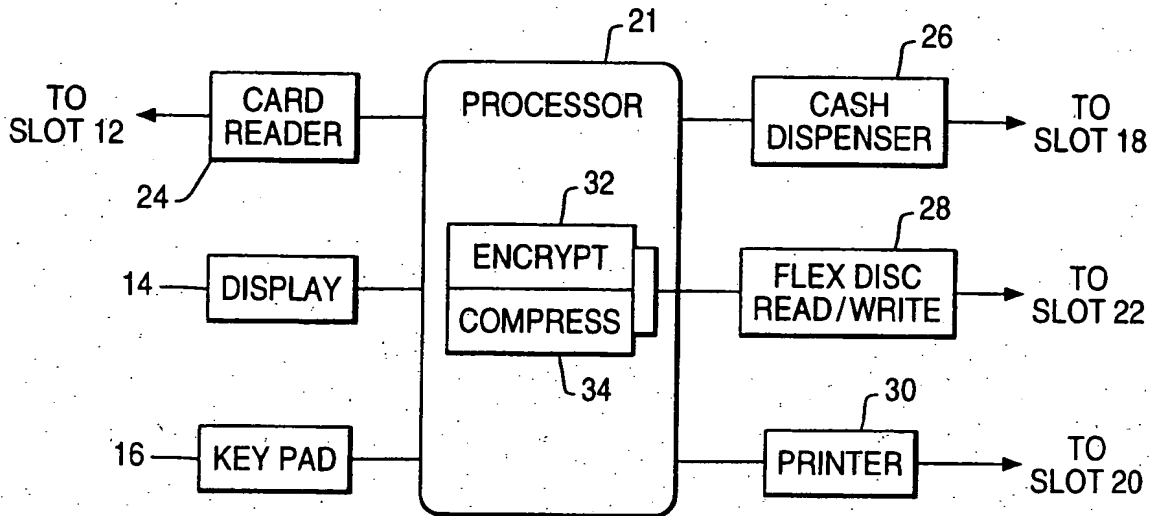 21
26
TO
SLOT 12
CARD
READER
24
PROCESSOR
CASH
DISPENSER
TO
SLOT 18
32
28
14
DISPLAY
ENCRYPT
COMPRESS
34
FLEX DISC
READ/WRITE
TO
SLOT 22
30
16
KEY PAD
PRINTER
TO
SLOT 20